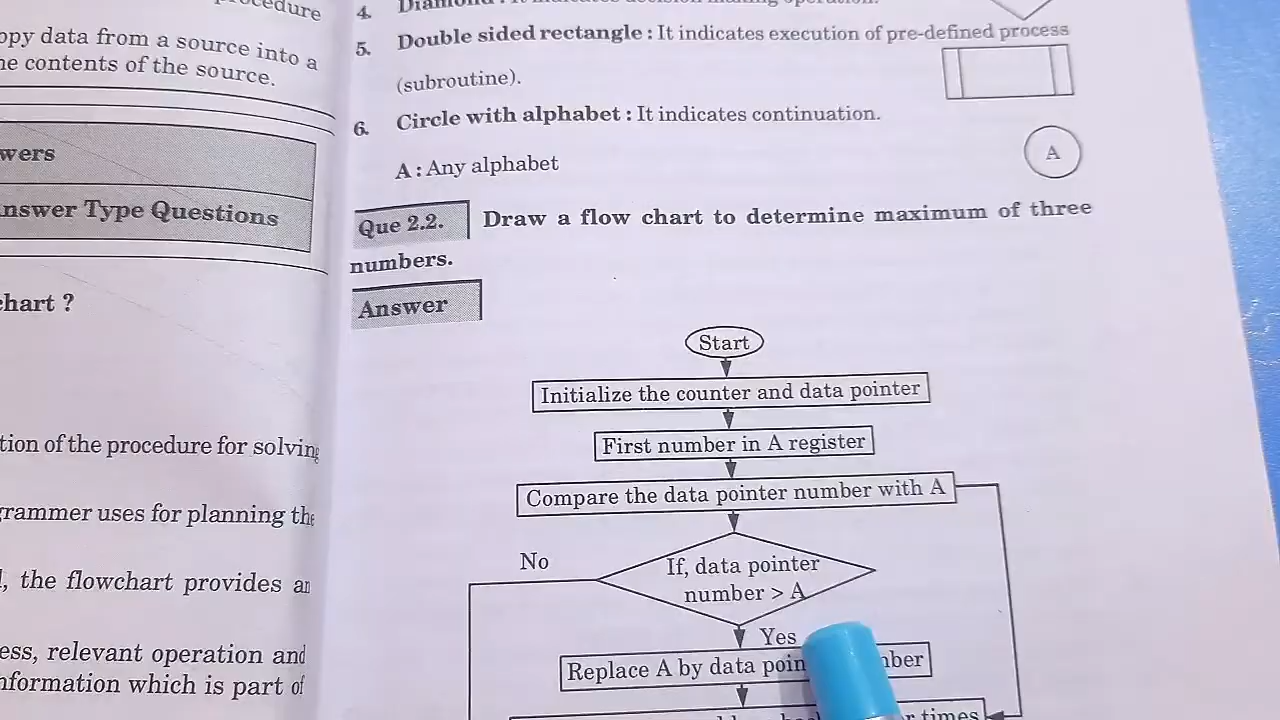 opy data from a source into a
he contents of the source.
wers
nswer Type Questions
chart ?
tion of the procedure for solving
grammer uses for planning the
, the flowchart provides an
ess, relevant operation and
nformation which is part of
4.
5. Double sided rectangle : It indicates execution of pre-defined process
(subroutine).
6. Circle with alphabet : It indicates continuation.
A : Any alphabet
A
Que 2.2. Draw a flow chart to determine maximum of three
numbers.
Answer
Start
Initialize the counter and data pointer
First number in A register
Compare the data pointer number with A
No
If, data pointer
number > A
Yes
Replace A by data
times